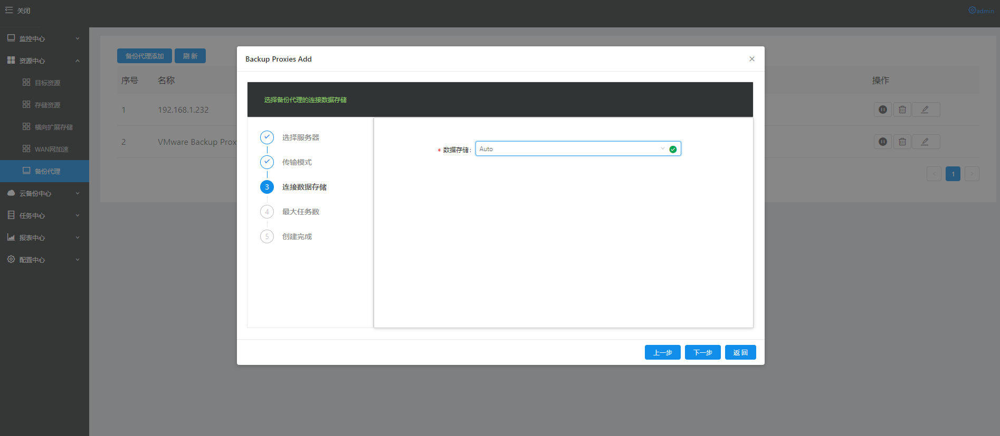 关闭
admin
监控中心
资源中心
目标资源
存储资源
横向扩展存储
WAN网加速
备份代理
云备份中心
任务中心
报表中心
配置中心
备份代理添加 刷 新
序号 名称 操作
1 192.168.1.232
2 VMware Backup Prox
1
Backup Proxies Add
选择备份代理的连接数据存储
选择服务器
传输模式
3 连接数据存储
4 最大任务数
5 创建完成
* 数据存储: Auto
上一步 下一步 返 回